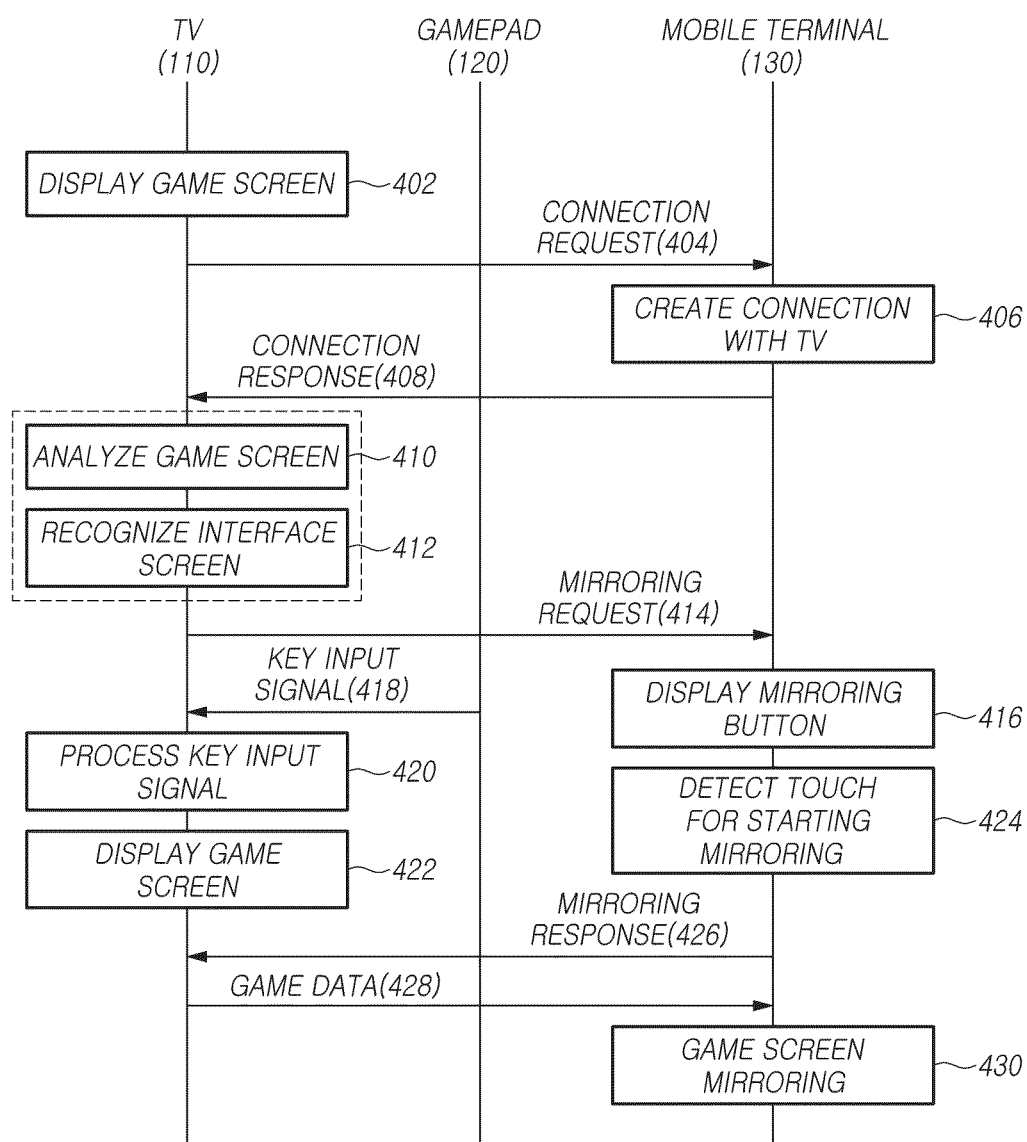 TV
(110)
GAMEPAD
(120)
MOBILE TERMINAL
(130)
DISPLAY GAME SCREEN
402
CONNECTION
REQUEST(404)
CREATE CONNECTION
WITH TV
406
CONNECTION
RESPONSE(408)
ANALYZE GAME SCREEN
410
RECOGNIZE INTERFACE
SCREEN
412
MIRRORING
REQUEST(414)
KEY INPUT
SIGNAL(418)
DISPLAY MIRRORING
BUTTON
416
PROCESS KEY INPUT
SIGNAL
420
DETECT TOUCH
FOR STARTING
MIRRORING
424
DISPLAY GAME
SCREEN
422
MIRRORING
RESPONSE(426)
GAME DATA(428)
GAME SCREEN
MIRRORING
430